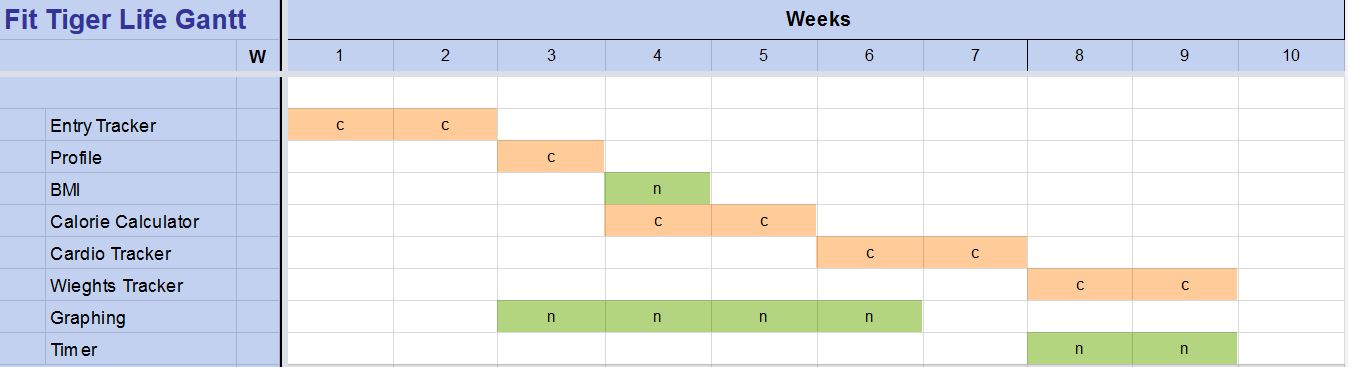 Fit Tiger Life Gantt Weeks
W 1 2 3 4 5 6 7 8 9 10
Entry Tracker c c
Profile c
BMI n
Calorie Calculator c c
Cardio Tracker c c
Wieghts Tracker c c
Graphing n n n n
Timer n n